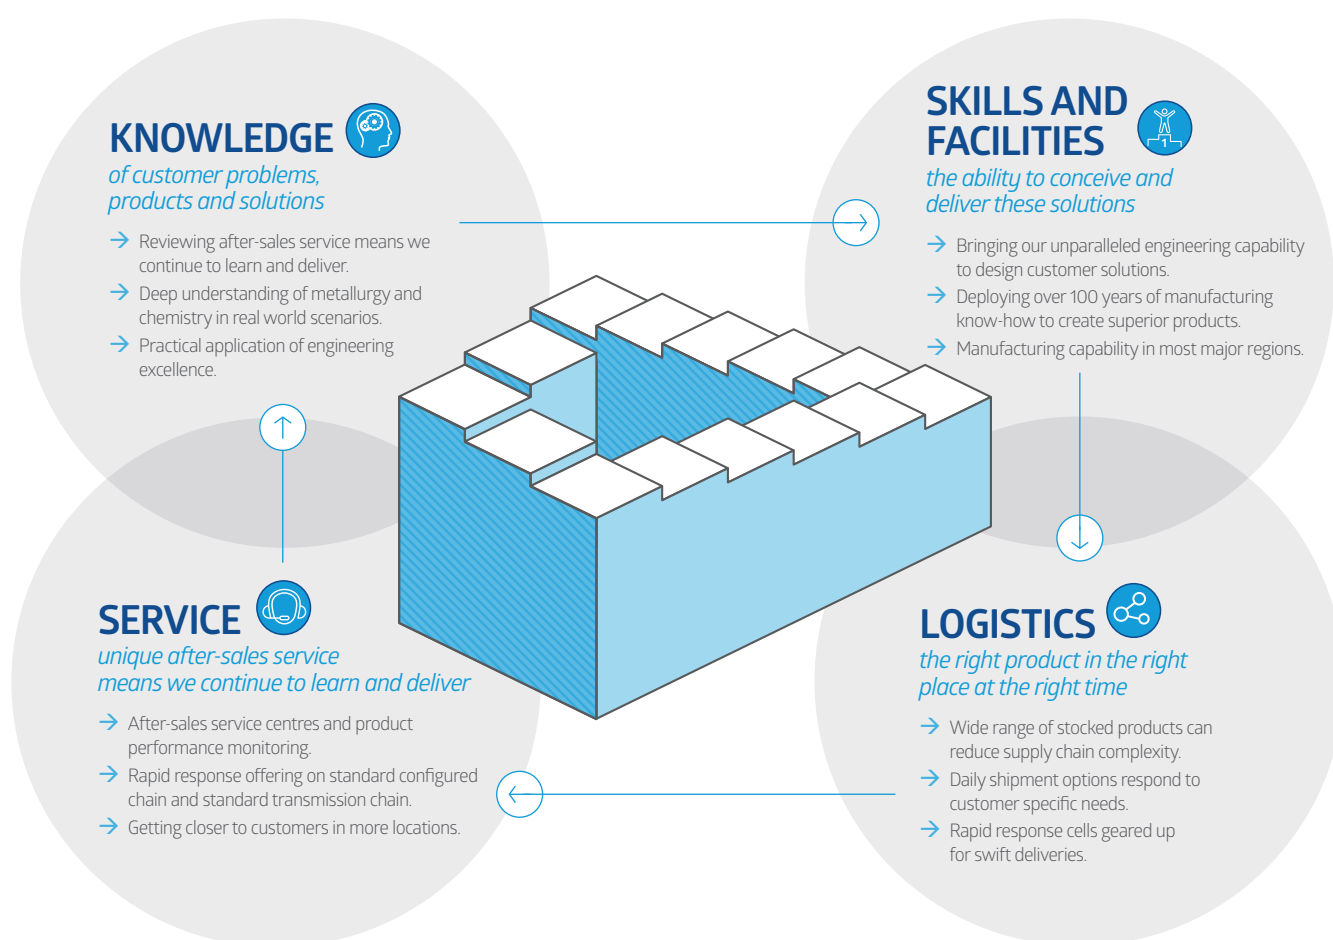 KNOWLEDGE
of customer problems,
products and solutions
Reviewing after-sales service means we
continue to learn and deliver.
Deep understanding of metallurgy and
chemistry in real world scenarios.
Practical application of engineering
excellence.
SKILLS AND
FACILITIES
1
the ability to conceive and
deliver these solutions
Bringing our unparalleled engineering capability
to design customer solutions.
Deploying over 100 years of manufacturing
know-how to create superior products.
Manufacturing capability in most major regions.
SERVICE
unique after-sales service
means we continue to learn and deliver
After-sales service centres and product
performance monitoring.
Rapid response offering on standard configured
chain and standard transmission chain.
Getting closer to customers in more locations.
LOGISTICS
the right product in the right
place at the right time
Wide range of stocked products can
reduce supply chain complexity.
Daily shipment options respond to
customer specific needs.
Rapid response cells geared up
for swift deliveries.